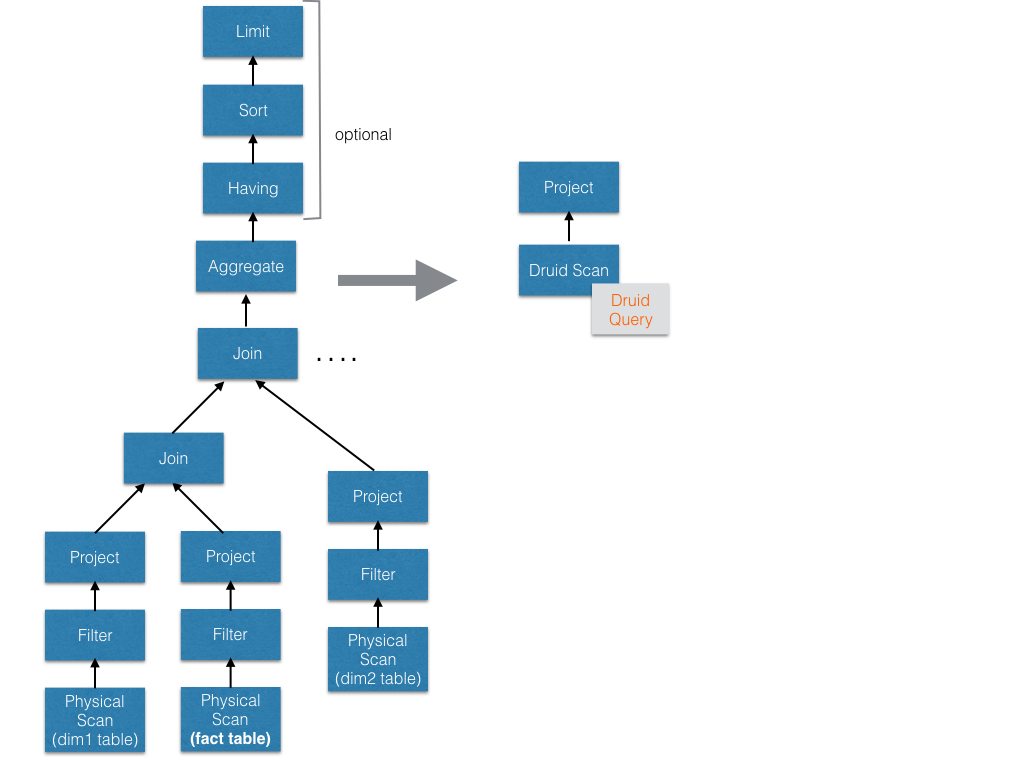 Limit
Sort
optional
Having
Project
Aggregate
Druid Scan
Druid
Query
Join
. . . .
Join
Project
Project
Project
Filter
Filter
Filter
Physical
Scan
(dim2 table)
Physical
Scan
(dim1 table)
Physical
Scan
(fact table)